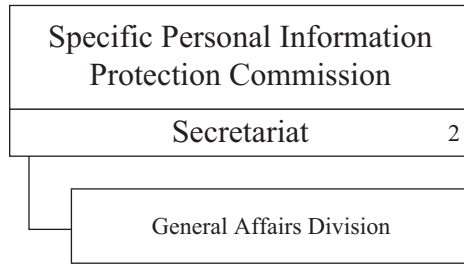 Specific Personal Information
Protection Commission
Secretariat 2
General Affairs Division